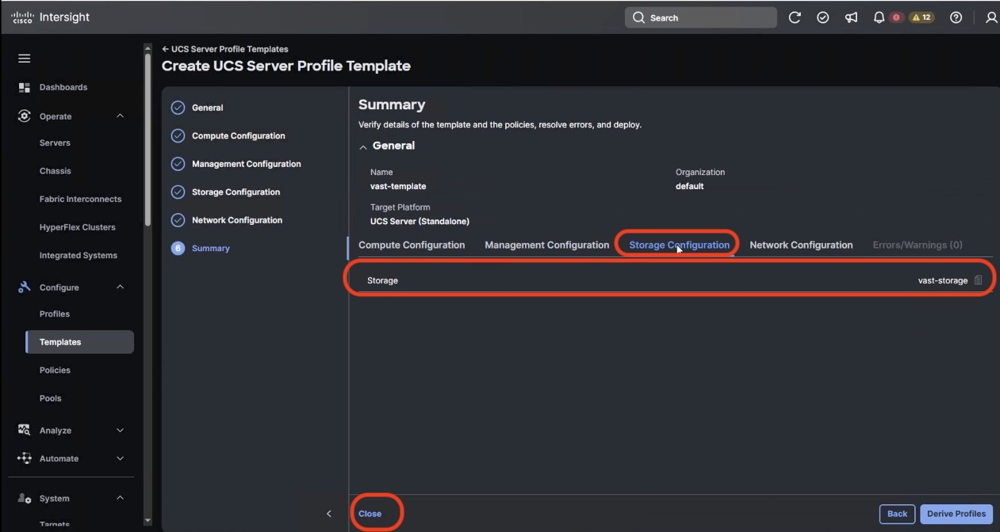 CISCO Intersight
Search
12
Dashboards
Operate
Servers
Chassis
Fabric Interconnects
HyperFlex Clusters
Integrated Systems
Configure
Profiles
Templates
Policies
Pools
Analyze
Automate
System
Targets
← UCS Server Profile Templates
Create UCS Server Profile Template
General
Compute Configuration
Management Configuration
Storage Configuration
Network Configuration
6 Summary
Summary
Verify details of the template and the policies, resolve errors, and deploy.
General
Name
vast-template
Organization
default
Target Platform
UCS Server (Standalone)
Compute Configuration Management Configuration Storage Configuration Network Configuration Errors/Warnings (0)
Storage vast-storage
Close Back Derive Profiles